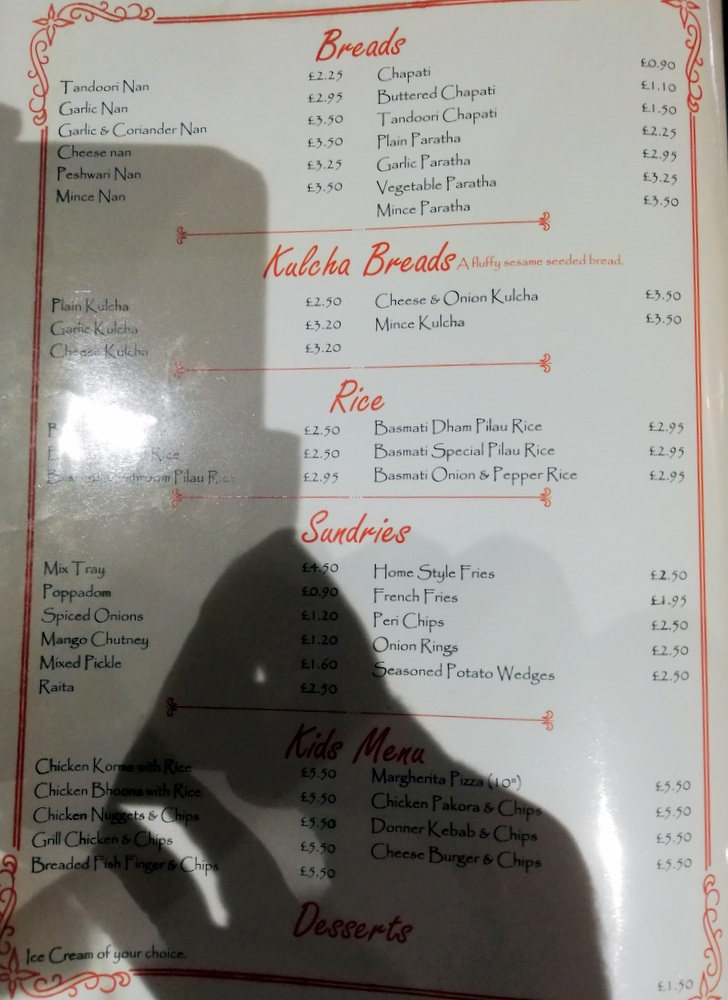 Breads
Tandoori Nan £2.25
Garlic Nan £2.95
Garlic & Coriander Nan £3.50
Cheese nan £3.50
Peshwari Nan £3.25
Mince Nan £3.50
Chapati £0.90
Buttered Chapati £1.10
Tandoori Chapati £1.50
Plain Paratha £2.25
Garlic Paratha £2.95
Vegetable Paratha £3.25
Mince Paratha £3.50
Kulcha Breads A fluffy sesame seeded bread.
Plain Kulcha £2.50
Garlic Kulcha £3.20
Cheese Kulcha £3.20
Cheese & Onion Kulcha £3.50
Mince Kulcha £3.50
Rice
£2.50
Rice £2.50
Pilau £2.95
Basmati Dham Pilau Rice £2.95
Basmati Special Pilau Rice £2.95
Basmati Onion & Pepper Rice £2.95
Sundries
Mix Tray £4.50
Poppadom £0.90
Spiced Onions £1.20
Mango Chutney £1.20
Mixed Pickle £1.60
Raita £2.50
Home Style Fries £2.50
French Fries £1.95
Peri Chips £2.50
Onion Rings £2.50
Seasoned Potato Wedges £2.50
Kids Menu
Chicken Korma with Rice £5.50
Chicken Bhoona with Rice £5.50
Chicken Nuggets & Chips £5.50
Grill Chicken & Chips £5.50
Breaded Fish Finger & Chips £5.50
Margherita Pizza (10") £5.50
Chicken Pakora & Chips £5.50
Donner Kebab & Chips £5.50
Cheese Burger & Chips £5.50
Desserts
Ice Cream of your choice. £1.50